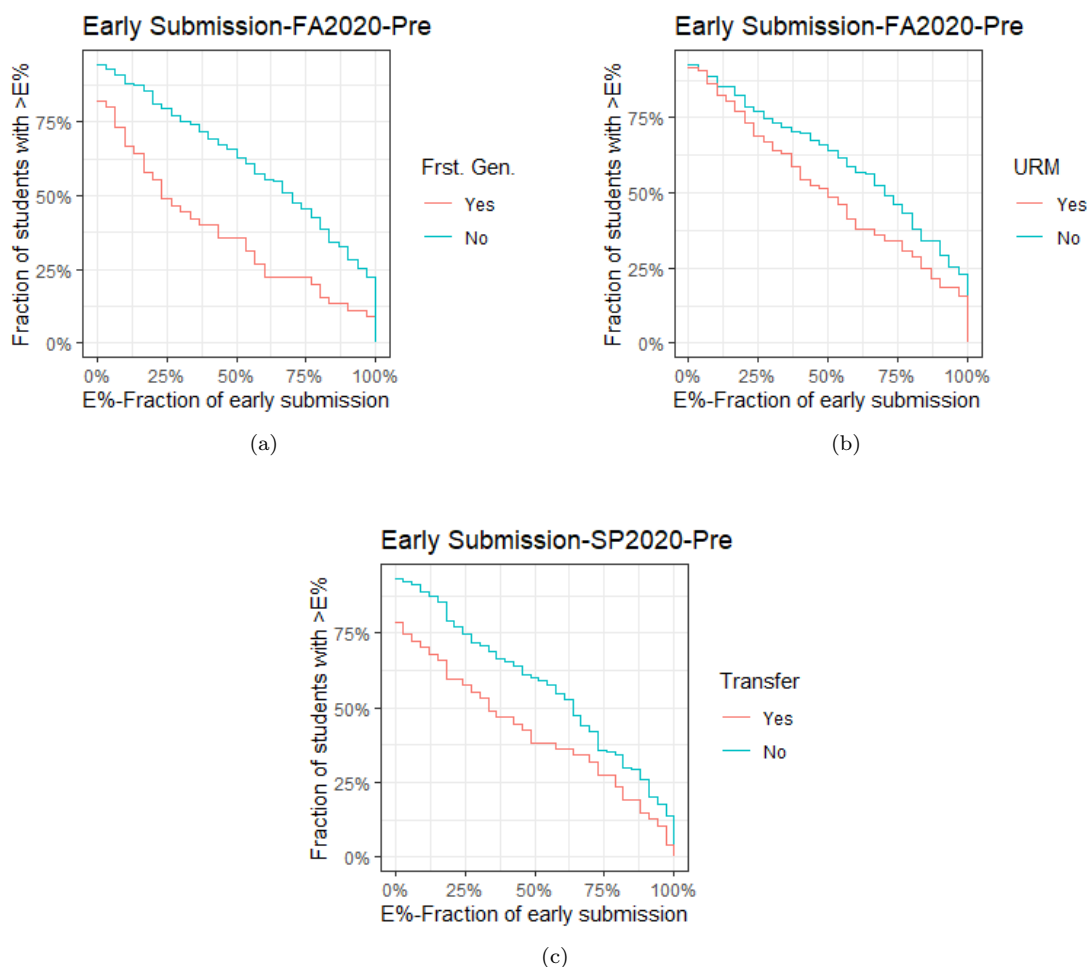 Early Submission-FA2020-Pre
Fraction of students with >E%
75%
50%
25%
0%
0% 25% 50% 75% 100%
E%-Fraction of early submission
Frst. Gen.
Yes
No
(a)
Early Submission-FA2020-Pre
Fraction of students with >E%
75%
50%
25%
0%
0% 25% 50% 75% 100%
E%-Fraction of early submission
URM
Yes
No
(b)
Early Submission-SP2020-Pre
Fraction of students with >E%
75%
50%
25%
0%
0% 25% 50% 75% 100%
E%-Fraction of early submission
Transfer
Yes
No
(c)